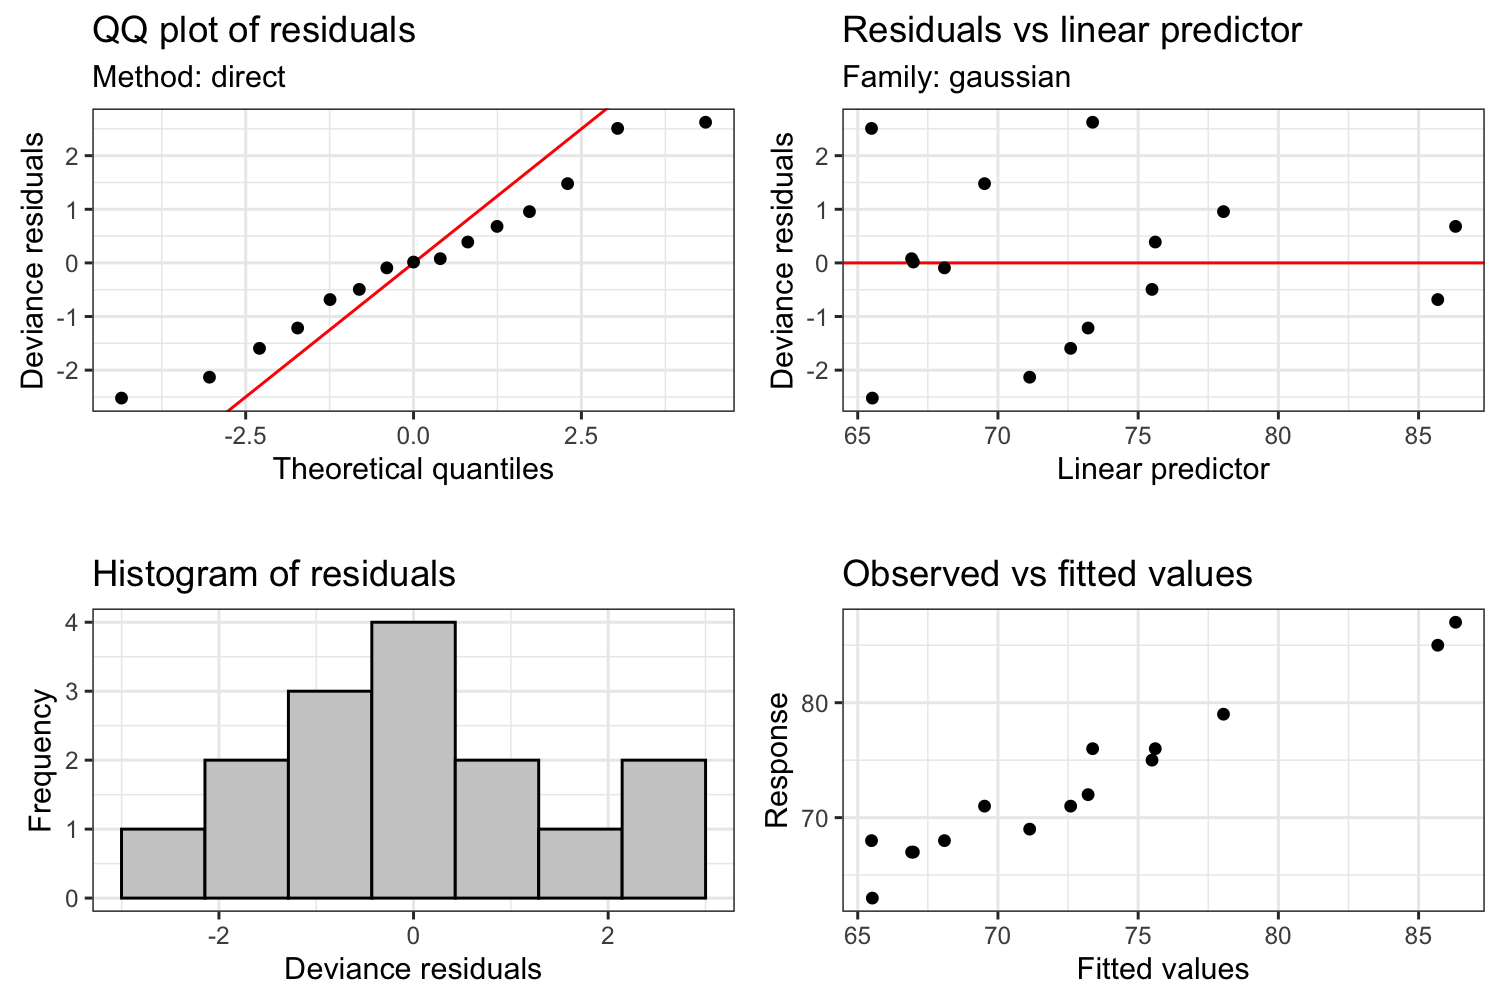 QQ plot of residuals
Method: direct
Deviance residuals
2
1
0
-1
-2
-2.5 0.0 2.5
Theoretical quantiles
Residuals vs linear predictor
Family: gaussian
Deviance residuals
2
1
0
-1
-2
65 70 75 80 85
Linear predictor
Histogram of residuals
Frequency
4
3
2
1
0
-2 0 2
Deviance residuals
Observed vs fitted values
Response
80
70
65 70 75 80 85
Fitted values